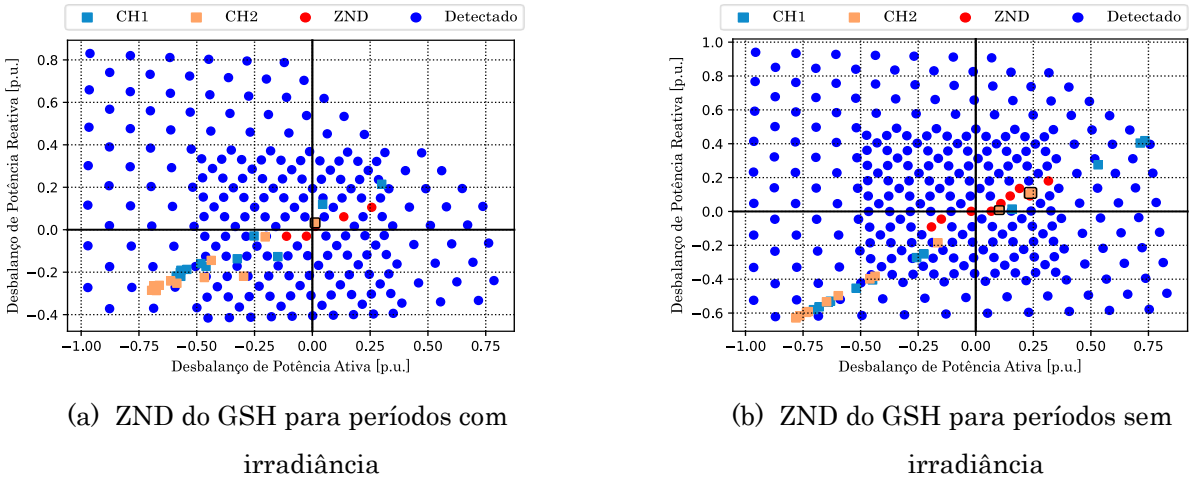 CH1 CH2 ZND Detectado
Desbalanço de Potência Reativa [p.u.]
0.8
0.6
0.4
0.2
0.0
−0.2
−0.4
−1.00 −0.75 −0.50 −0.25 0.00 0.25 0.50 0.75
Desbalanço de Potência Ativa [p.u.]
(a) ZND do GSH para períodos com
irradiância
CH1 CH2 ZND Detectado
Desbalanço de Potência Reativa [p.u.]
1.0
0.8
0.6
0.4
0.2
0.0
−0.2
−0.4
−0.6
−1.00 −0.75 −0.50 −0.25 0.00 0.25 0.50 0.75
Desbalanço de Potência Ativa [p.u.]
(b) ZND do GSH para períodos sem
irradiância